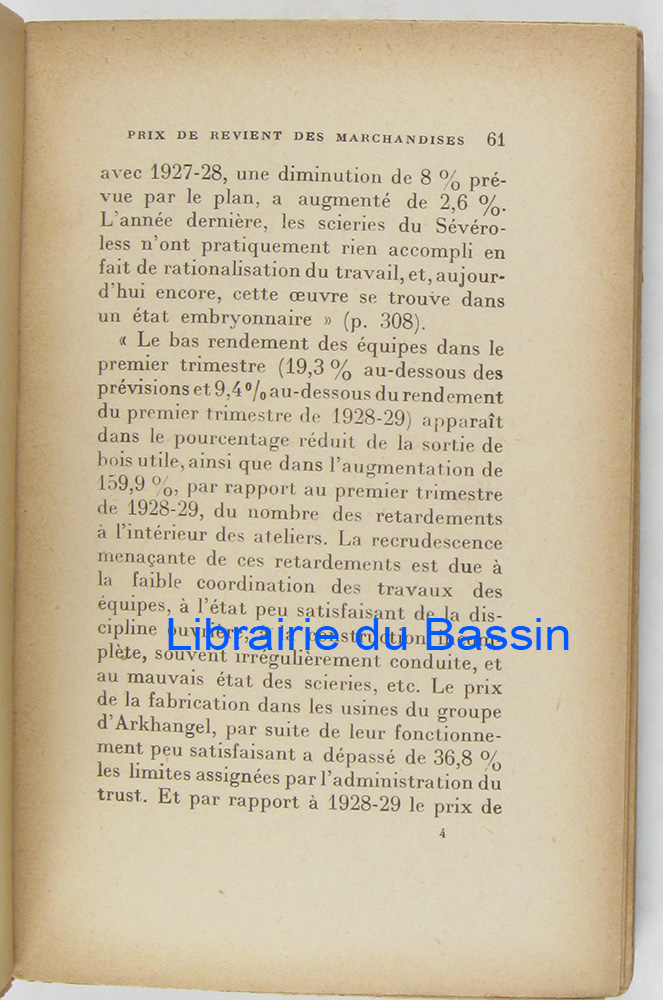 PRIX DE REVIENT DES MARCHANDISES 61
avec 1927-28, une diminution de 8 % pré-
vue par le plan, a augmenté de 2,6 %.
L'année dernière, les scieries du Sévéro-
less n'ont pratiquement rien accompli en
fait de rationalisation du travail, et, aujour-
d'hui encore, cette œuvre se trouve dans
un état embryonnaire » (p. 308).
« Le bas rendement des équipes dans le
premier trimestre (19,3 % au-dessous des
prévisions et 9,4 % au-dessous du rendement
du premier trimestre de 1928-29) apparaît
dans le pourcentage réduit de la sortie de
bois utile, ainsi que dans l'augmentation de
159,9 %, par rapport au premier trimestre
de 1928-29, du nombre des retardements
à l'intérieur des ateliers. La recrudescence
menaçante de ces retardements est due à
la faible coordination des travaux des
équipes, à l'état peu satisfaisant de la dis-
cipline ouvrière, à la construction incom-
plète, souvent irrégulièrement conduite, et
au mauvais état des scieries, etc. Le prix
de la fabrication dans les usines du groupe
d'Arkhangel, par suite de leur fonctionne-
ment peu satisfaisant a dépassé de 36,8 %
les limites assignées par l'administration du
trust. Et par rapport à 1928-29 le prix de
4
Librairie du Bassin